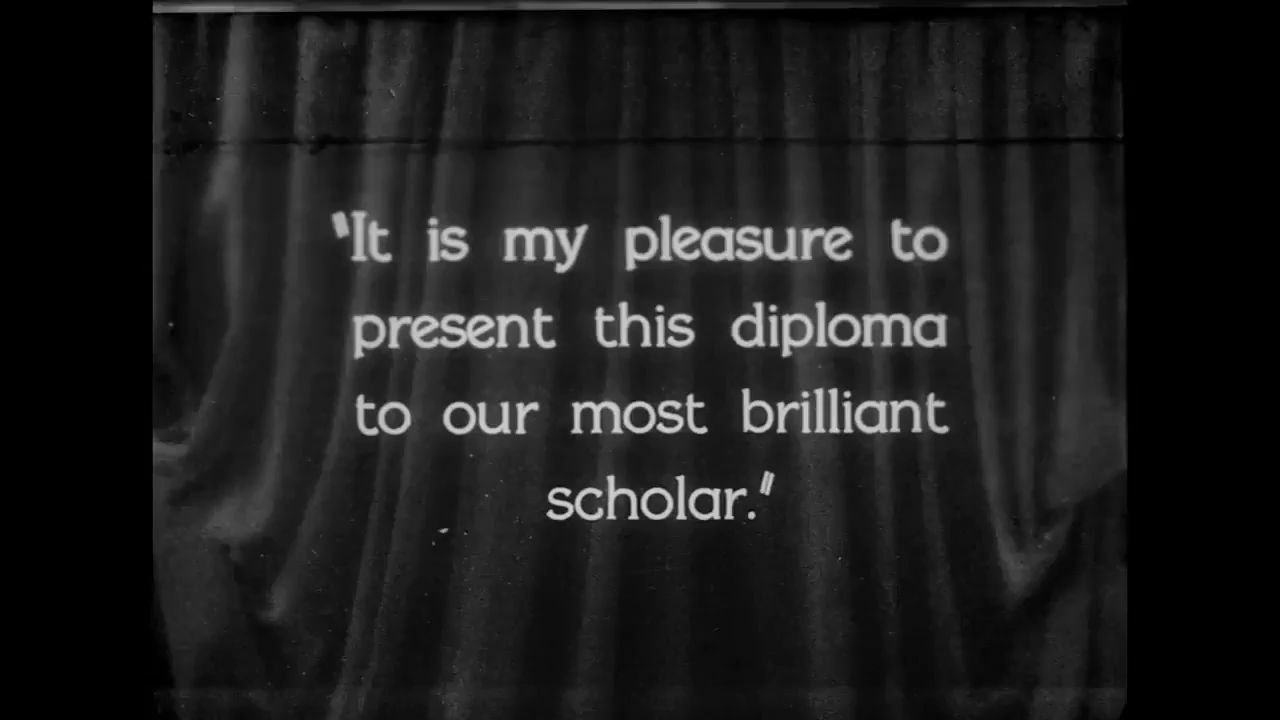 "It is my pleasure to
present this diploma
to our most brilliant
scholar."